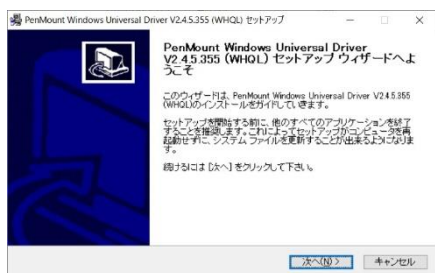 PenMount Windows Universal Driver V2.4.5.355 (WHQL) セットアップ
PenMount Windows Universal Driver
V2.4.5.355 (WHQL) セットアップ ウィザードへよ
うこそ
このウィザードは、PenMount Windows Universal Driver V2.4.5.355
(WHQL)のインストールをガイドしていきます。
セットアップを開始する前に、他のすべてのアプリケーションを終了
することを推奨します。これによってセットアップがコンピュータを再
起動せずに、システム ファイルを更新することが出来るようになりま
す。
続けるには [次へ] をクリックして下さい。
次へ(N) >
キャンセル